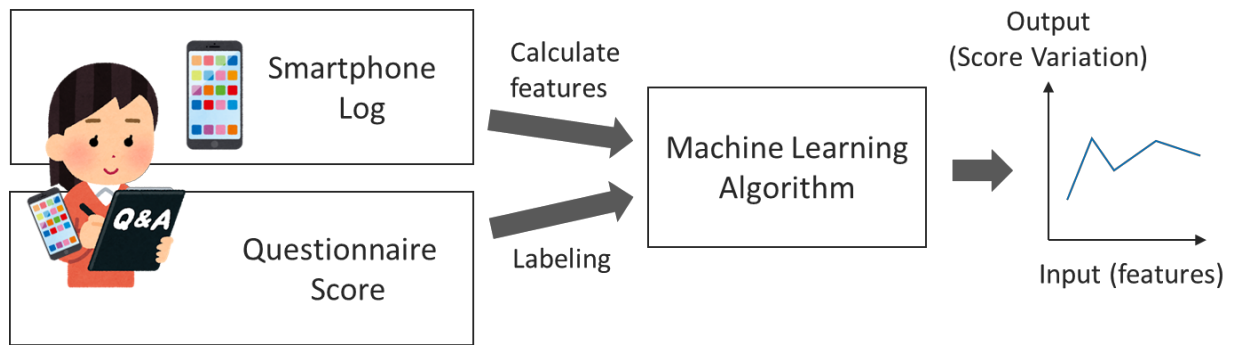 Smartphone
Log
Q&A
Questionnaire
Score
Calculate
features
Labeling
Machine Learning
Algorithm
Output
(Score Variation)
Input (features)